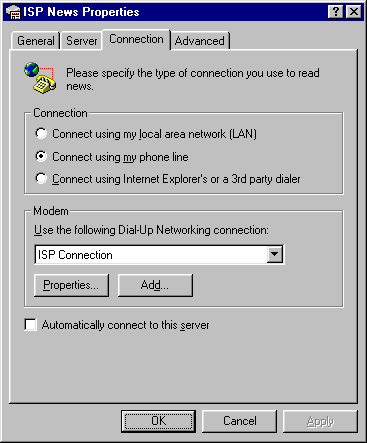 ISP News Properties
General Server Connection Advanced
Please specify the type of connection you use to read
news.
Connection
Connect using my local area network (LAN)
Connect using my phone line
Connect using Internet Explorer's or a 3rd party dialer
Modem
Use the following Dial-Up Networking connection:
ISP Connection
Properties... Add...
Automatically connect to this server
OK Cancel Apply